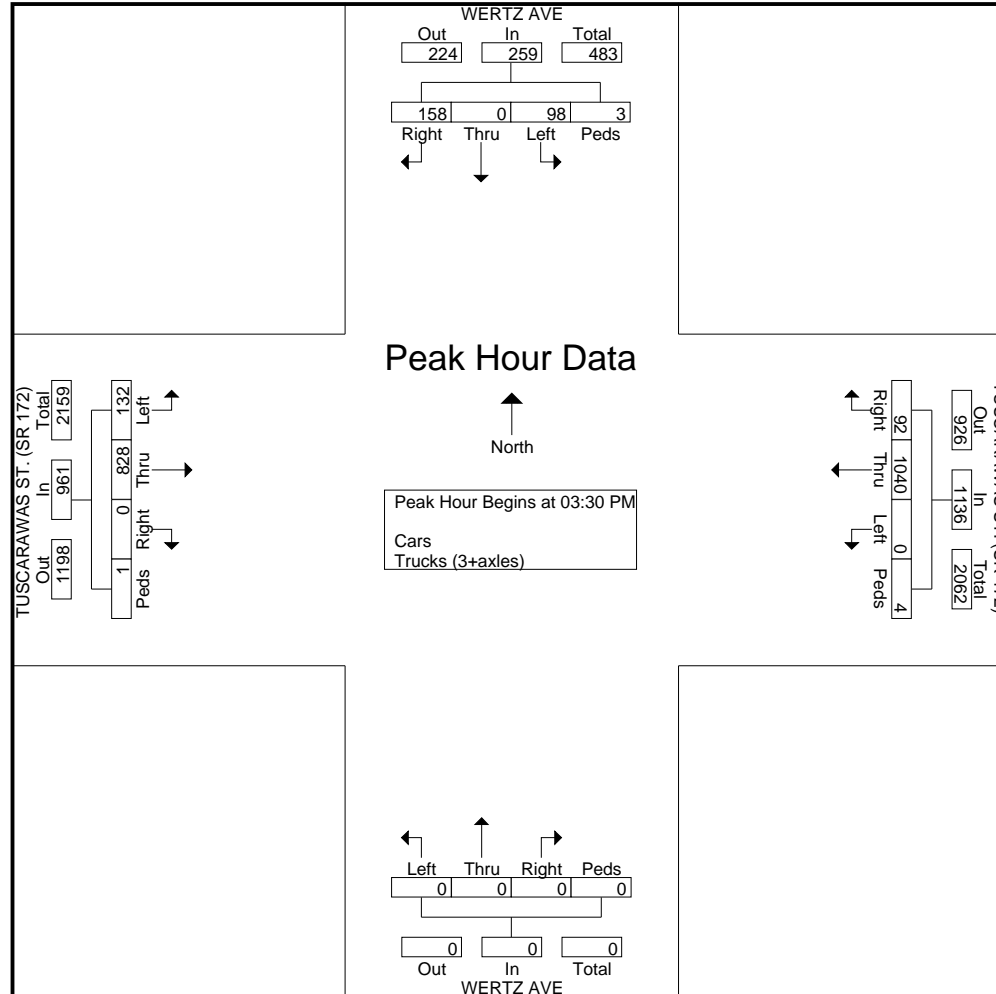 WERTZ AVE
Out In Total
224 259 483
158 0 98 3
Right Thru Left Peds
Peak Hour Data
North
Peak Hour Begins at 03:30 PM
Cars
Trucks (3+axles)
TUSCARAWAS ST. (SR 172)
Total In Out
2159 961 1198
132 828 0 1
Left Thru Right Peds
Right Thru Left Peds
92 1040 0 4
Out In Total
926 1136 2062
Left Thru Right Peds
0 0 0 0
0 0 0
Out In Total
WERTZ AVE